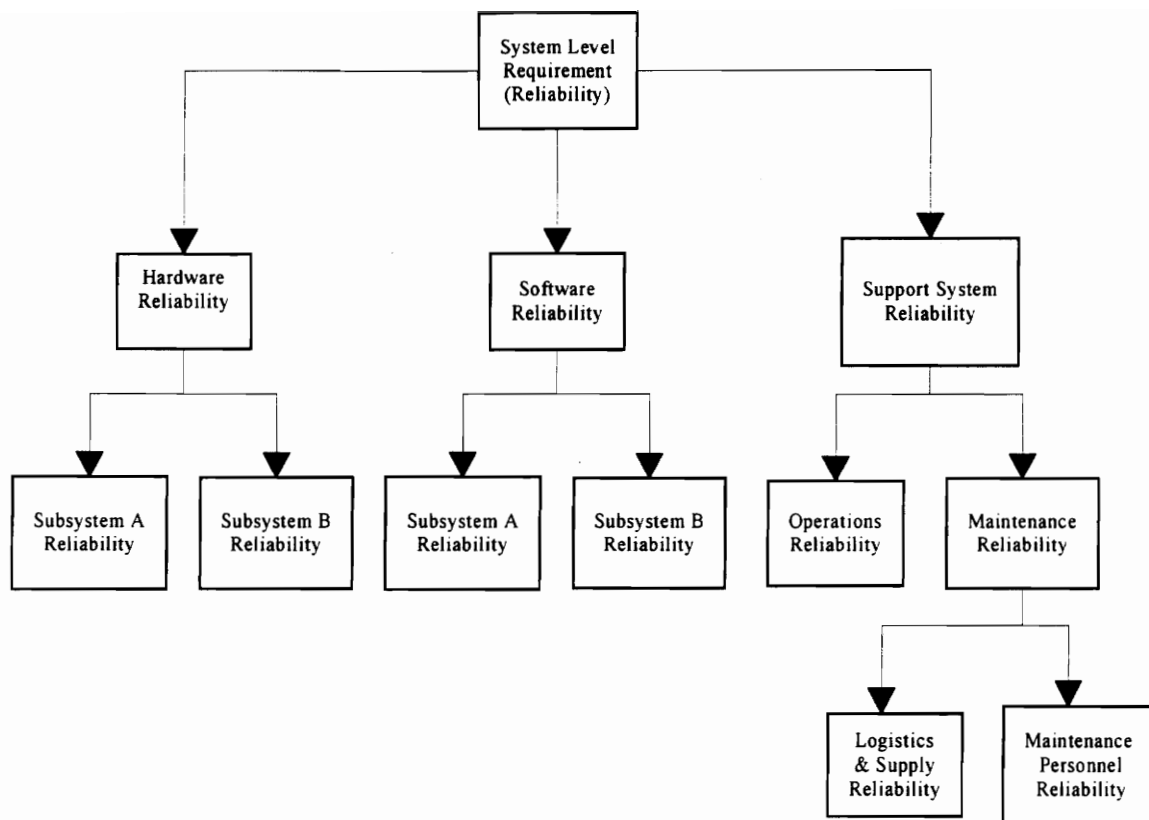 System Level
Requirement
(Reliability)
Hardware
Reliability
Software
Reliability
Support System
Reliability
Subsystem A
Reliability
Subsystem B
Reliability
Subsystem A
Reliability
Subsystem B
Reliability
Operations
Reliability
Maintenance
Reliability
Logistics
& Supply
Reliability
Maintenance
Personnel
Reliability